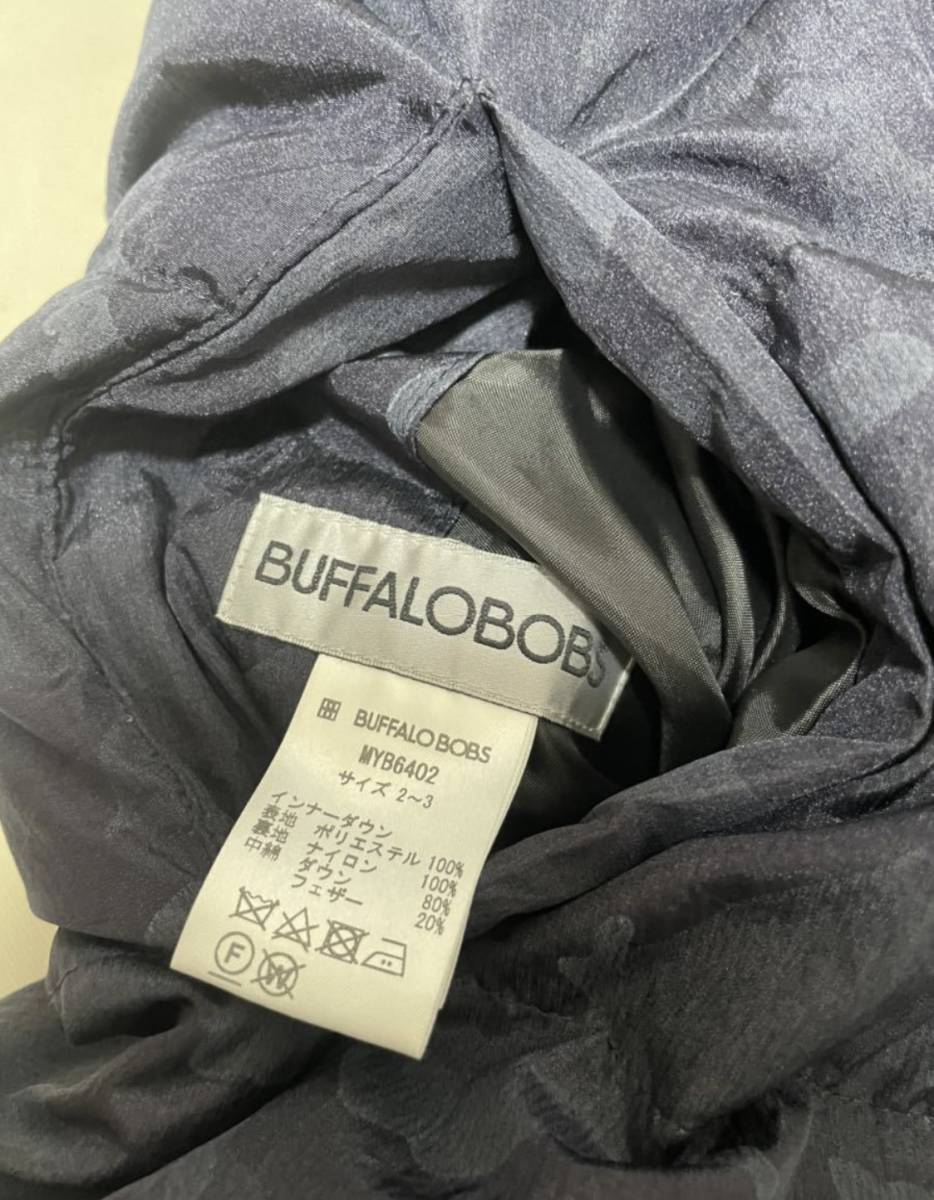 BUFFALOBOBS
BUFFALO BOBS
MYB6402
サイズ 2～3
インナーダウン
表地 ポリエステル 100%
裏地 ナイロン 100%
中綿 ダウン 80%
フェザー 20%
F
W